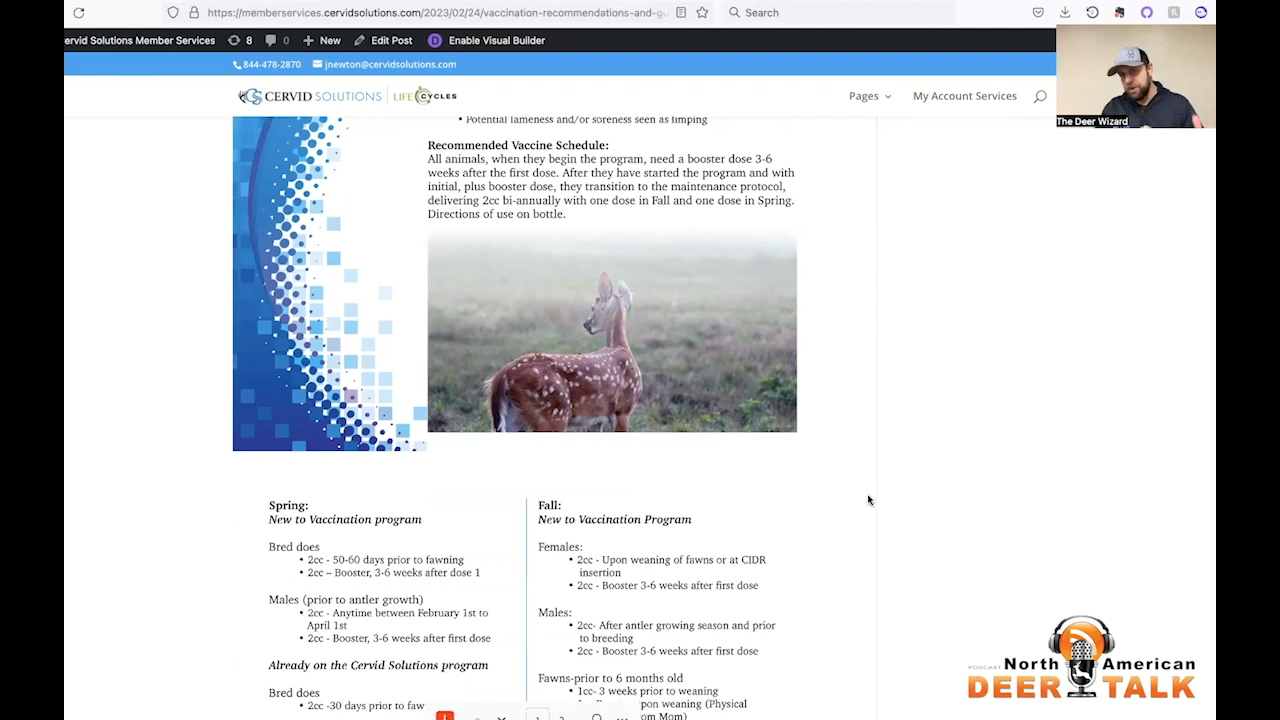 https://memberservices.cervidsolutions.com/2023/02/24/vaccination-recommendations-and-gu
Search
ervid Solutions Member Services
8
0
New
Edit Post
D
Enable Visual Builder
844-478-2870
jnewton@cervidsolutions.com
CS CERVID SOLUTIONS
LIFE CYCLES
Pages
My Account Services
The Deer Wizard
• Potential lameness and/or soreness seen as limping
Recommended Vaccine Schedule:
All animals, when they begin the program, need a booster dose 3-6
weeks after the first dose. After they have started the program and with
initial, plus booster dose, they transition to the maintenance protocol,
delivering 2cc bi-annually with one dose in Fall and one dose in Spring.
Directions of use on bottle.
Spring:
New to Vaccination program
Bred does
• 2cc - 50-60 days prior to fawning
• 2cc – Booster, 3-6 weeks after dose 1
Males (prior to antler growth)
• 2cc - Anytime between February 1st to
April 1st
• 2cc - Booster, 3-6 weeks after first dose
Already on the Cervid Solutions program
Bred does
• 2cc -30 days prior to faw
Fall:
New to Vaccination Program
Females:
• 2cc - Upon weaning of fawns or at CIDR
insertion
• 2cc - Booster 3-6 weeks after first dose
Males:
• 2cc- After antler growing season and prior
to breeding
• 2cc - Booster 3-6 weeks after first dose
Fawns-prior to 6 months old
• 1cc- 3 weeks prior to weaning
pon weaning (Physical
om Mom)
PODCAST North American
DEER TALK